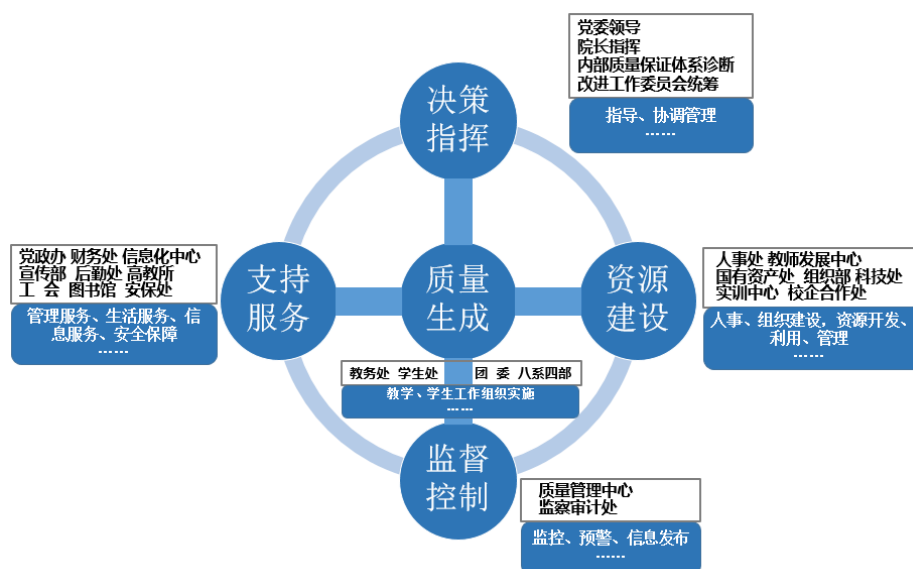 党委领导
院长指挥
内部质量保证体系诊断
改进工作委员会统筹
指导、协调管理
……
决策
指挥
党政办 财务处 信息化中心
宣传部 后勤处 高教所
工 会 图书馆 安保处
管理服务、生活服务、信
息服务、安全保障
……
支持
服务
质量
生成
资源
建设
人事处 教师发展中心
国有资产处 组织部 科技处
实训中心 校企合作处
人事、组织建设，资源开发、
利用、管理
……
教务处 学生处 团 委 八系四部
教学、学生工作组织实施
……
监督
控制
质量管理中心
监察审计处
监控、预警、信息发布
……